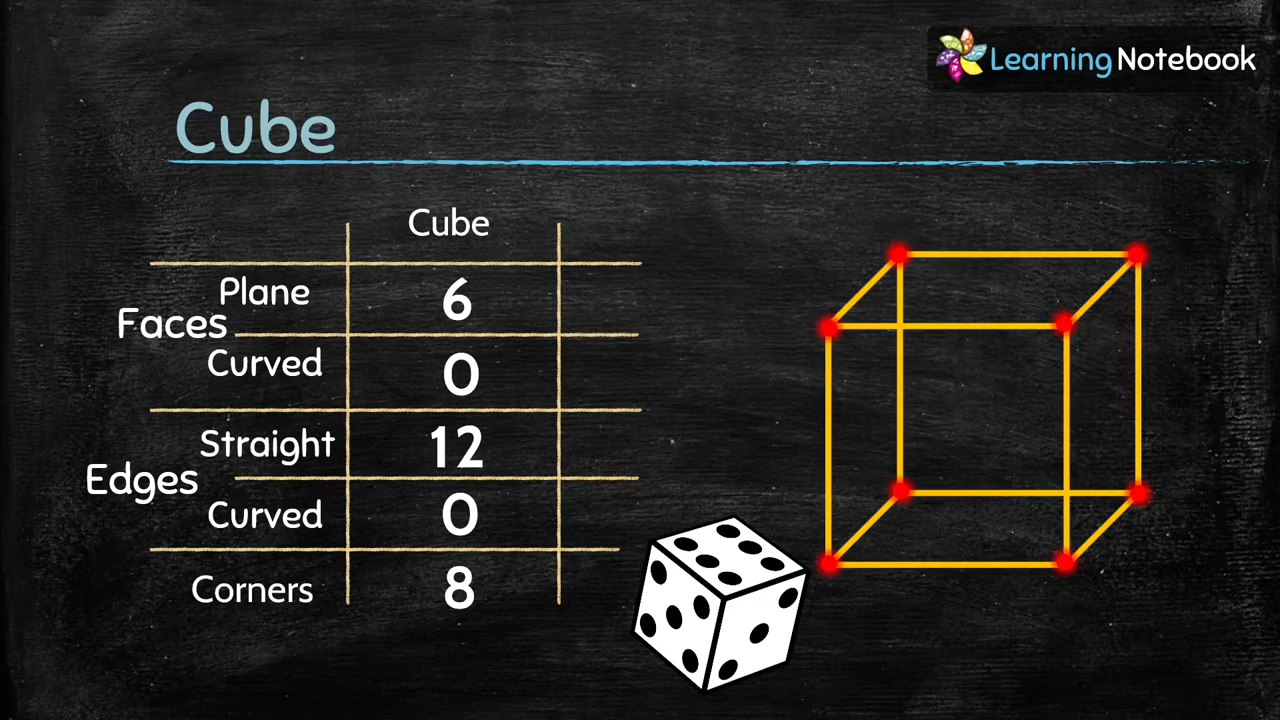 Learning Notebook
Cube
Cube
Plane 6
Faces
Curved 0
Straight 12
Edges
Curved 0
Corners 8